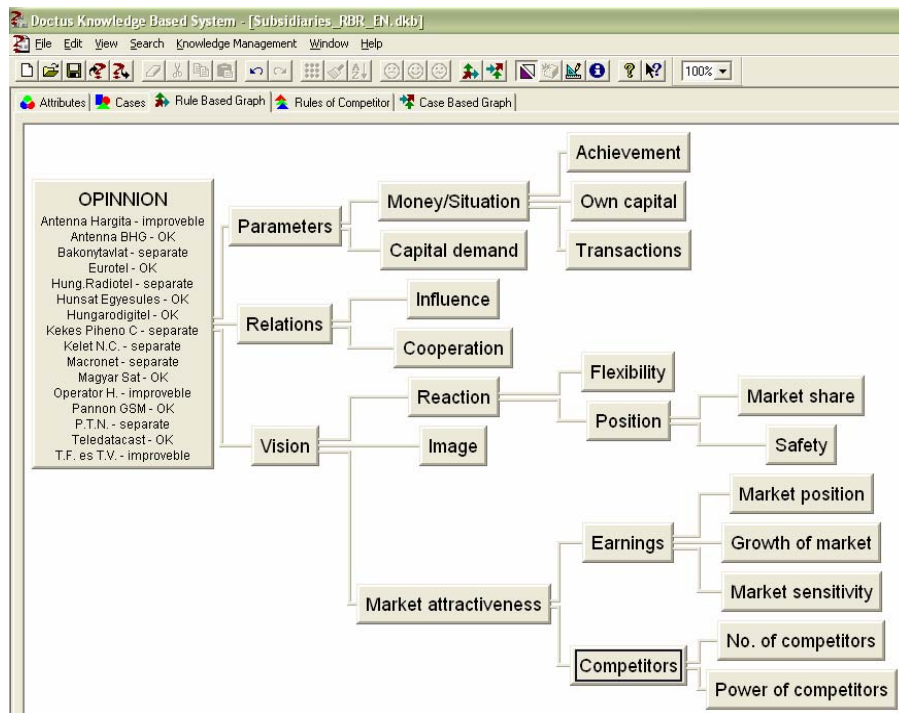 Doctus Knowledge Based System - [Subsidiaries_RBR_EN.dkb]
File Edit View Search Knowledge Management Window Help
100%
Attributes Cases Rule Based Graph Rules of Competitor Case Based Graph
OPINNION
Antenna Hargita - improveble
Antenna BHG - OK
Bakonytavlat - separate
Eurotel - OK
Hung.Radiotel - separate
Hunsat Egyesules - OK
Hungarodigitel - OK
Kekes Piheno C - separate
Kelet N.C. - separate
Macronet - separate
Magyar Sat - OK
Operator H. - improveble
Pannon GSM - OK
P.T.N. - separate
Teledatacast - OK
T.F. es T.V. - improveble
Parameters
Money/Situation
Achievement
Own capital
Transactions
Capital demand
Relations
Influence
Cooperation
Vision
Reaction
Flexibility
Position
Market share
Safety
Image
Market attractiveness
Earnings
Market position
Growth of market
Market sensitivity
Competitors
No. of competitors
Power of competitors